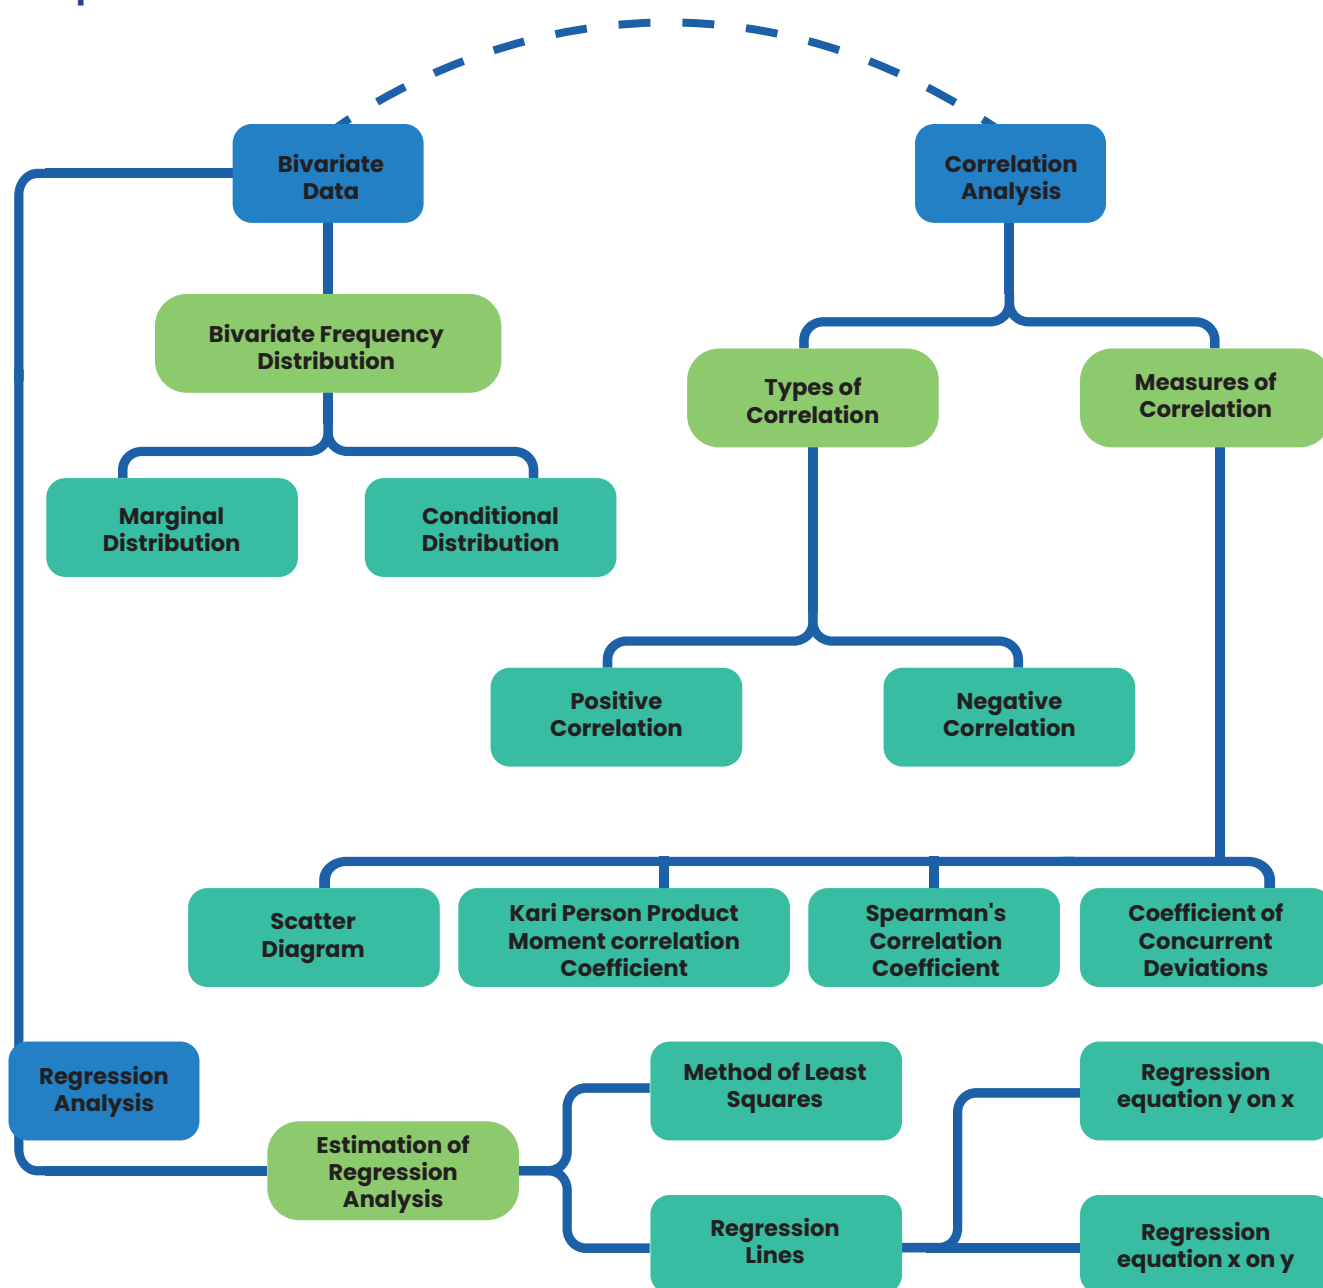 Bivariate
Data
Correlation
Analysis
Bivariate Frequency
Distribution
Types of
Correlation
Measures of
Correlation
Marginal
Distribution
Conditional
Distribution
Positive
Correlation
Negative
Correlation
Scatter
Diagram
Kari Person Product
Moment correlation
Coefficient
Spearman's
Correlation
Coefficient
Coefficient of
Concurrent
Deviations
Regression
Analysis
Estimation of
Regression
Analysis
Method of Least
Squares
Regression
Lines
Regression
equation y on x
Regression
equation x on y